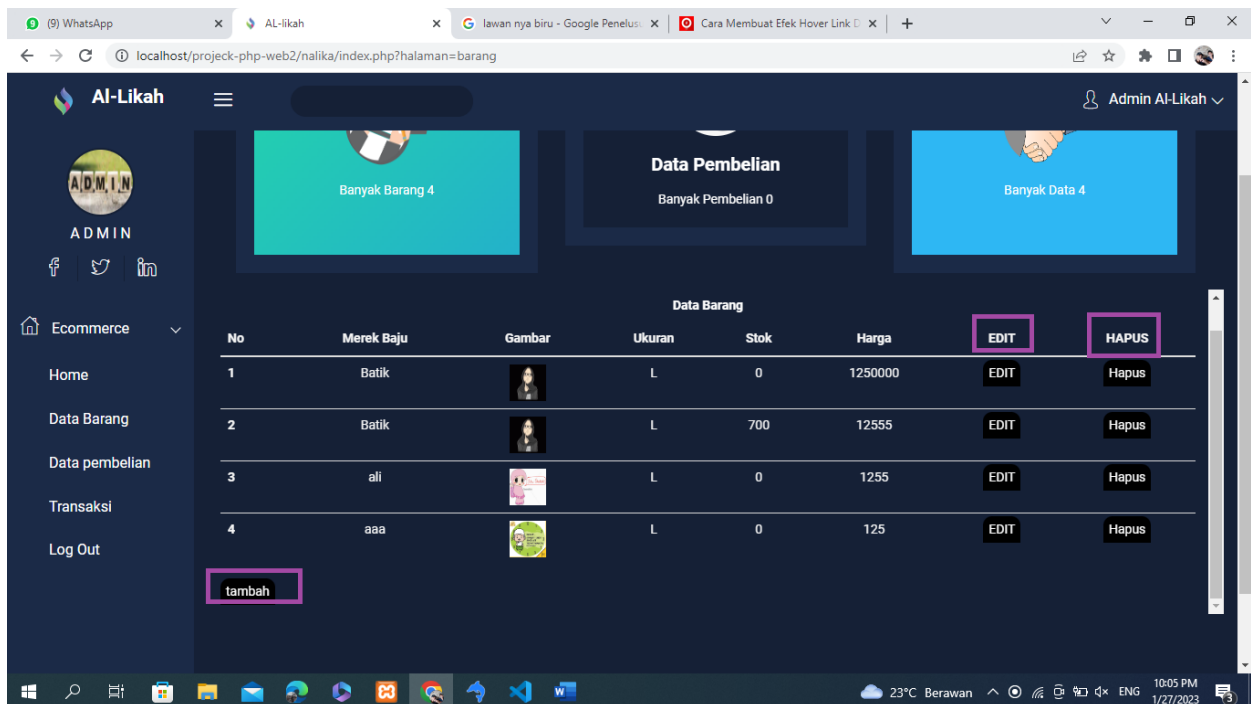 (9) WhatsApp
AL-likah
lawan nya biru - Google Penelusu
Cara Membuat Efek Hover Link D
localhost/projeck-php-web2/nalika/index.php?halaman=barang
Al-Likah
Admin Al-Likah
ADMIN
ADMIN
Banyak Barang 4
Data Pembelian
Banyak Pembelian 0
Banyak Data 4
Ecommerce
Home
Data Barang
Data pembelian
Transaksi
Log Out
Data Barang
No Merek Baju Gambar Ukuran Stok Harga EDIT HAPUS
1 Batik L 0 1250000 EDIT Hapus
2 Batik L 700 12555 EDIT Hapus
3 ali L 0 1255 EDIT Hapus
4 aaa L 0 125 EDIT Hapus
tambah
23°C Berawan ENG 10:05 PM
1/27/2023